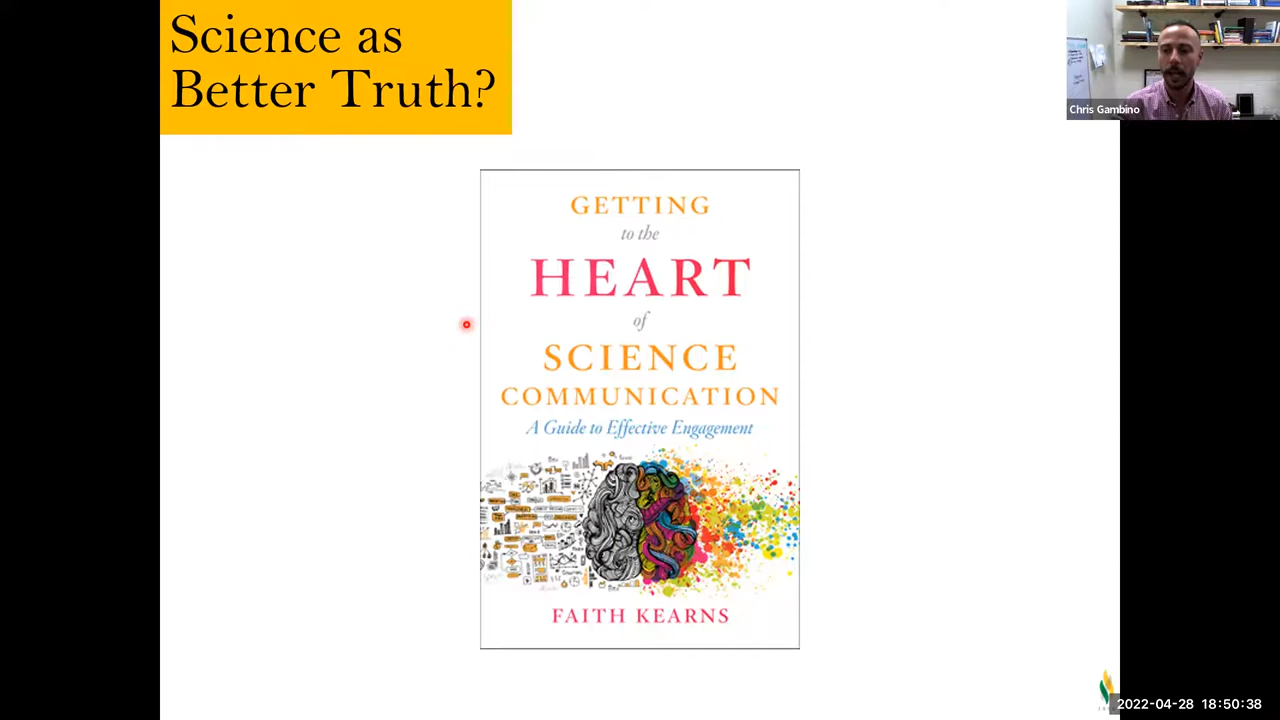 Science as
Better Truth?
Chris Gambino
GETTING
to the
HEART
of
SCIENCE
COMMUNICATION
A Guide to Effective Engagement
FAITH KEARNS
2022-04-28 18:50:38